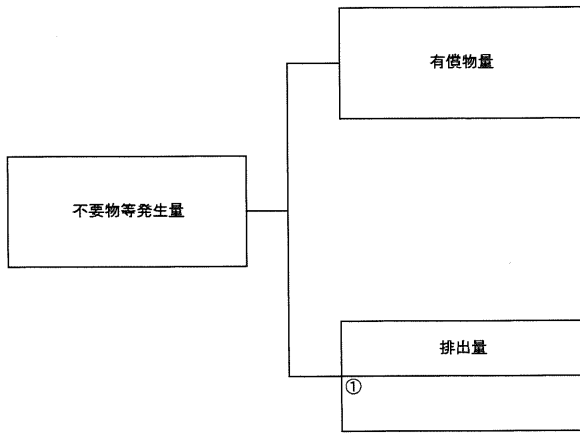 有償物量
不要物等発生量
排出量
①